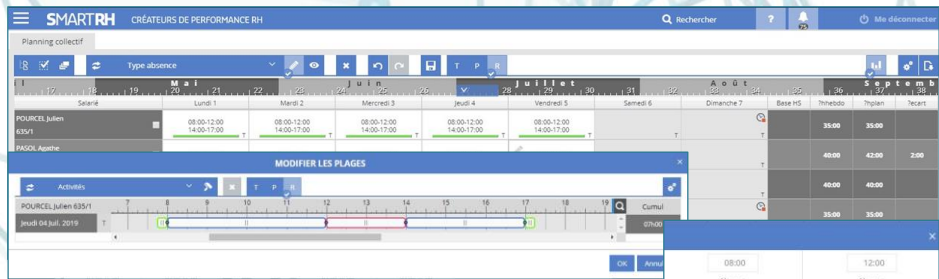 SMARTRH CRÉATEURS DE PERFORMANCE RH Rechercher ? 75 Me déconnecter
Planning collectif
Type absence T P R
Mai Juin Juillet Août Septemb
17 18 19 20 21 22 23 24 25 26 28 29 30 31 32 33 34 35 36 37 38
Salarié Lundi 1 Mardi 2 Mercredi 3 Jeudi 4 Vendredi 5 Samedi 6 Dimanche 7 Base HS ?hhebdo ?hplan ?ecart
POURCEL Julien 08:00-12:00 08:00-12:00 08:00-12:00 08:00-12:00 08:00-12:00
635/1 14:00-17:00 T 14:00-17:00 T 14:00-17:00 T 14:00-17:00 T 14:00-17:00 T T T 35:00 35:00
PASOL Agathe 40:00 42:00 2:00
MODIFIER LES PLAGES
Activités T P R
40:00 40:00
POURCEL Julien 635/1 7 8 9 10 11 12 13 14 15 16 17 18 19 Cumul
35:00 35:00
Jeudi 04 Juil. 2019 T 07h00
OK Annul
08:00 12:00